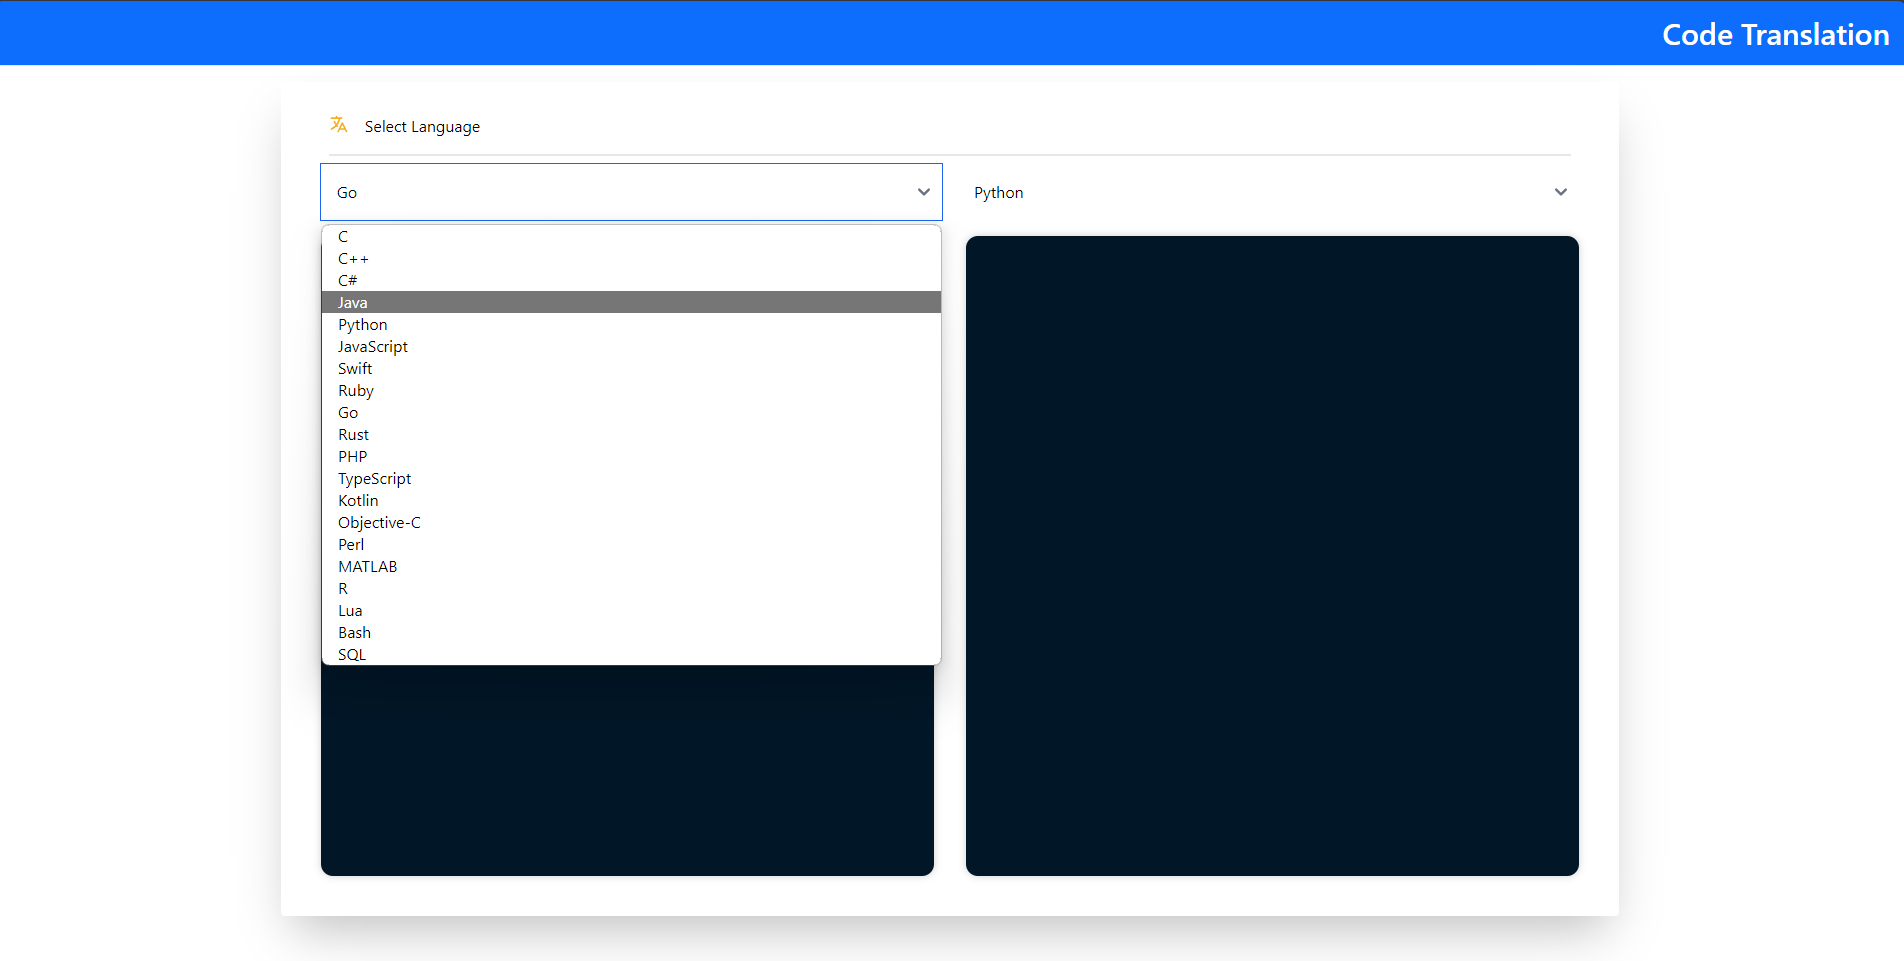 Code Translation
Select Language
Go
Python
C
C++
C#
Java
Python
JavaScript
Swift
Ruby
Go
Rust
PHP
TypeScript
Kotlin
Objective-C
Perl
MATLAB
R
Lua
Bash
SQL